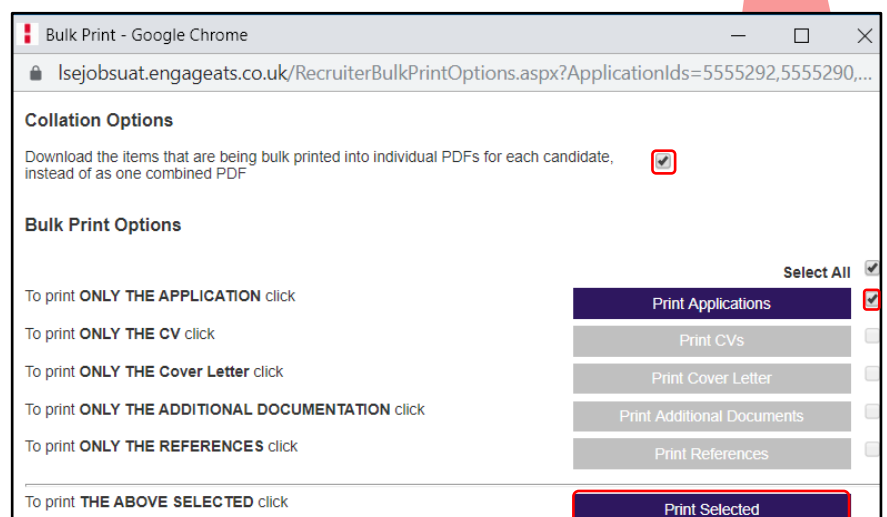 Bulk Print - Google Chrome
lsejobsuat.engageats.co.uk/RecruiterBulkPrintOptions.aspx?ApplicationIds=5555292,5555290,...
Collation Options
Download the items that are being bulk printed into individual PDFs for each candidate,
instead of as one combined PDF
Bulk Print Options
Select All
To print ONLY THE APPLICATION click
Print Applications
To print ONLY THE CV click
Print CVs
To print ONLY THE Cover Letter click
Print Cover Letter
To print ONLY THE ADDITIONAL DOCUMENTATION click
Print Additional Documents
To print ONLY THE REFERENCES click
Print References
To print THE ABOVE SELECTED click
Print Selected